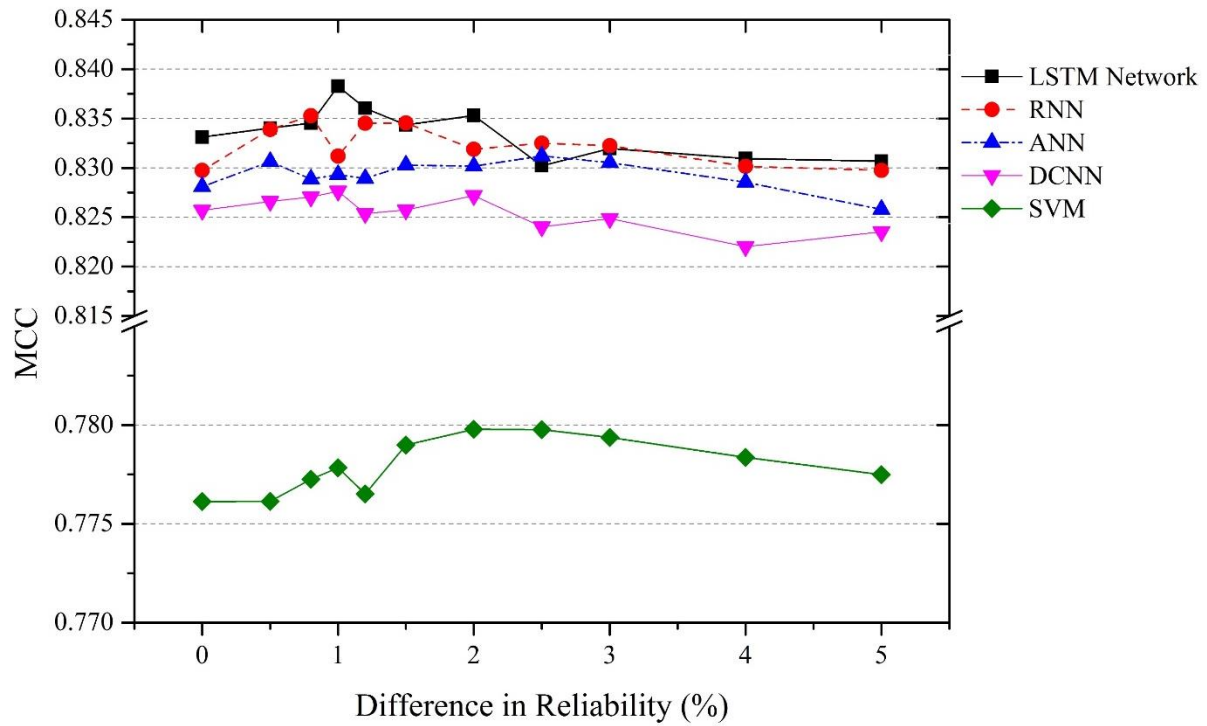 0.845
0.840
0.835
0.830
0.825
0.820
0.815
0.780
0.775
0.770
MCC
0 1 2 3 4 5
Difference in Reliability (%)
LSTM Network
RNN
ANN
DCNN
SVM